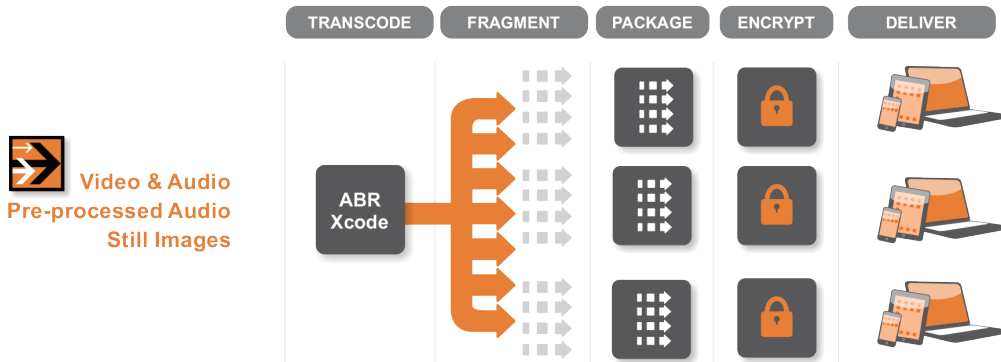 TRANSCODE
FRAGMENT
PACKAGE
ENCRYPT
DELIVER
Video & Audio
Pre-processed Audio
Still Images
ABR
Xcode